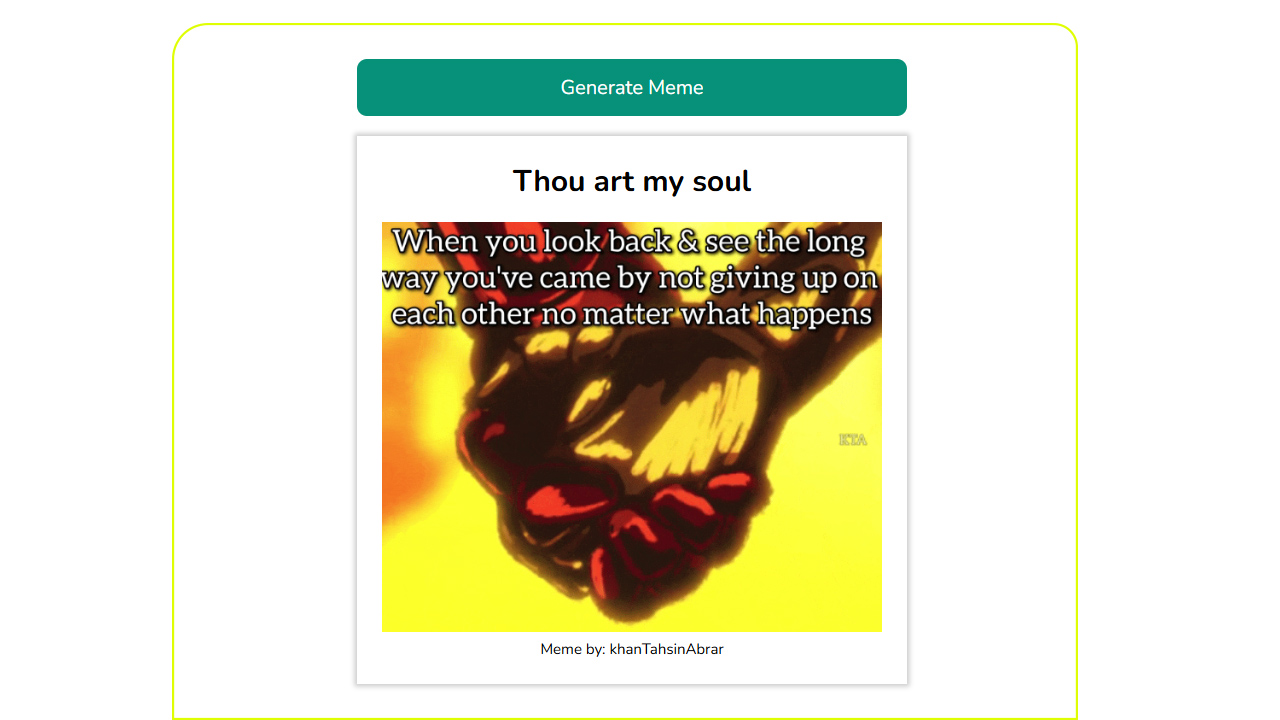 Generate Meme
Thou art my soul
When you look back & see the long
way you've came by not giving up on
each other no matter what happens
KTA
Meme by: khanTahsinAbrar